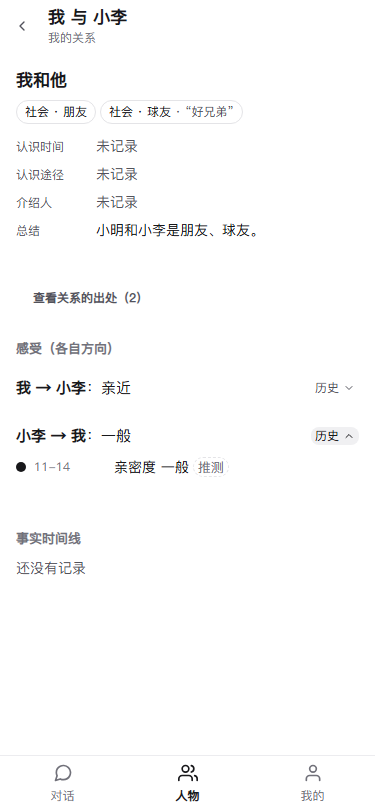 我 与 小李
我的关系
我和他
社会 · 朋友 社会 · 球友 · “好兄弟”
认识时间 未记录
认识途径 未记录
介绍人 未记录
总结 小明和小李是朋友、球友。
查看关系的出处（2）
感受（各自方向）
我 → 小李： 亲近 历史
小李 → 我： 一般 历史
11-14 亲密度 一般 推测
事实时间线
还没有记录
对话 人物 我的